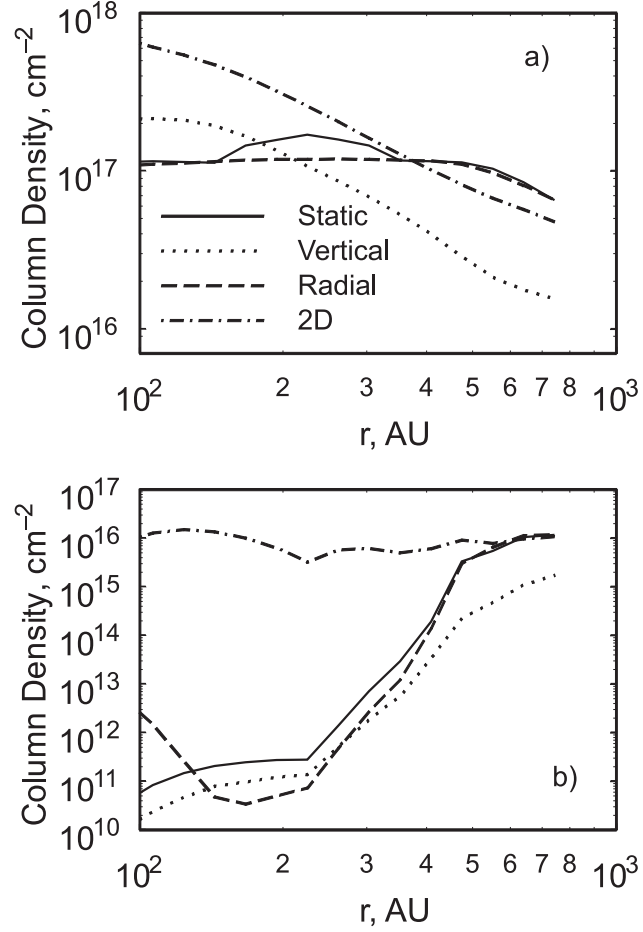 10^18
a)
Column Density, cm^−2
10^17
Static
Vertical
Radial
2D
10^16
10^2 2 3 4 5 6 7 8 10^3
r, AU
10^17
10^16
10^15
10^14
10^13
10^12
10^11
10^10
Column Density, cm^−2
b)
10^2 2 3 4 5 6 7 8 10^3
r, AU